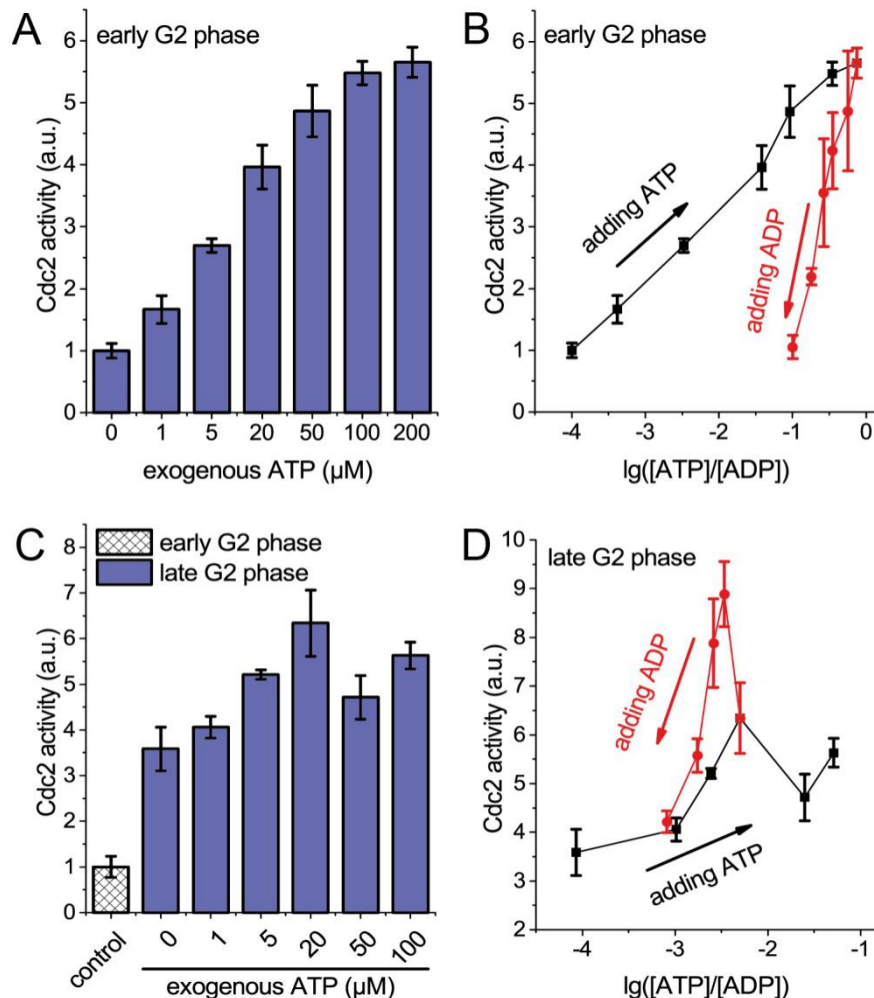 A
early G2 phase
Cdc2 activity (a.u.)
6
5
4
3
2
1
0
0 1 5 20 50 100 200
exogenous ATP (µM)
B
early G2 phase
Cdc2 activity (a.u.)
6
5
4
3
2
1
0
adding ATP
adding ADP
-4 -3 -2 -1 0
lg([ATP]/[ADP])
C
early G2 phase
late G2 phase
Cdc2 activity (a.u.)
8
7
6
5
4
3
2
1
0
control 0 1 5 20 50 100
exogenous ATP (µM)
D
late G2 phase
Cdc2 activity (a.u.)
10
9
8
7
6
5
4
3
2
adding ADP
adding ATP
-4 -3 -2 -1
lg([ATP]/[ADP])